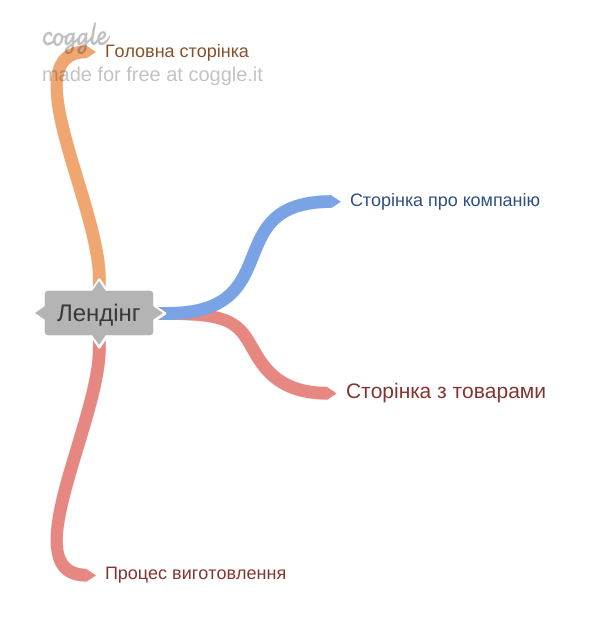 coggle
Головна сторінка
made for free at coggle.it
Сторінка про компанію
Лендінг
Сторінка з товарами
Процес виготовлення